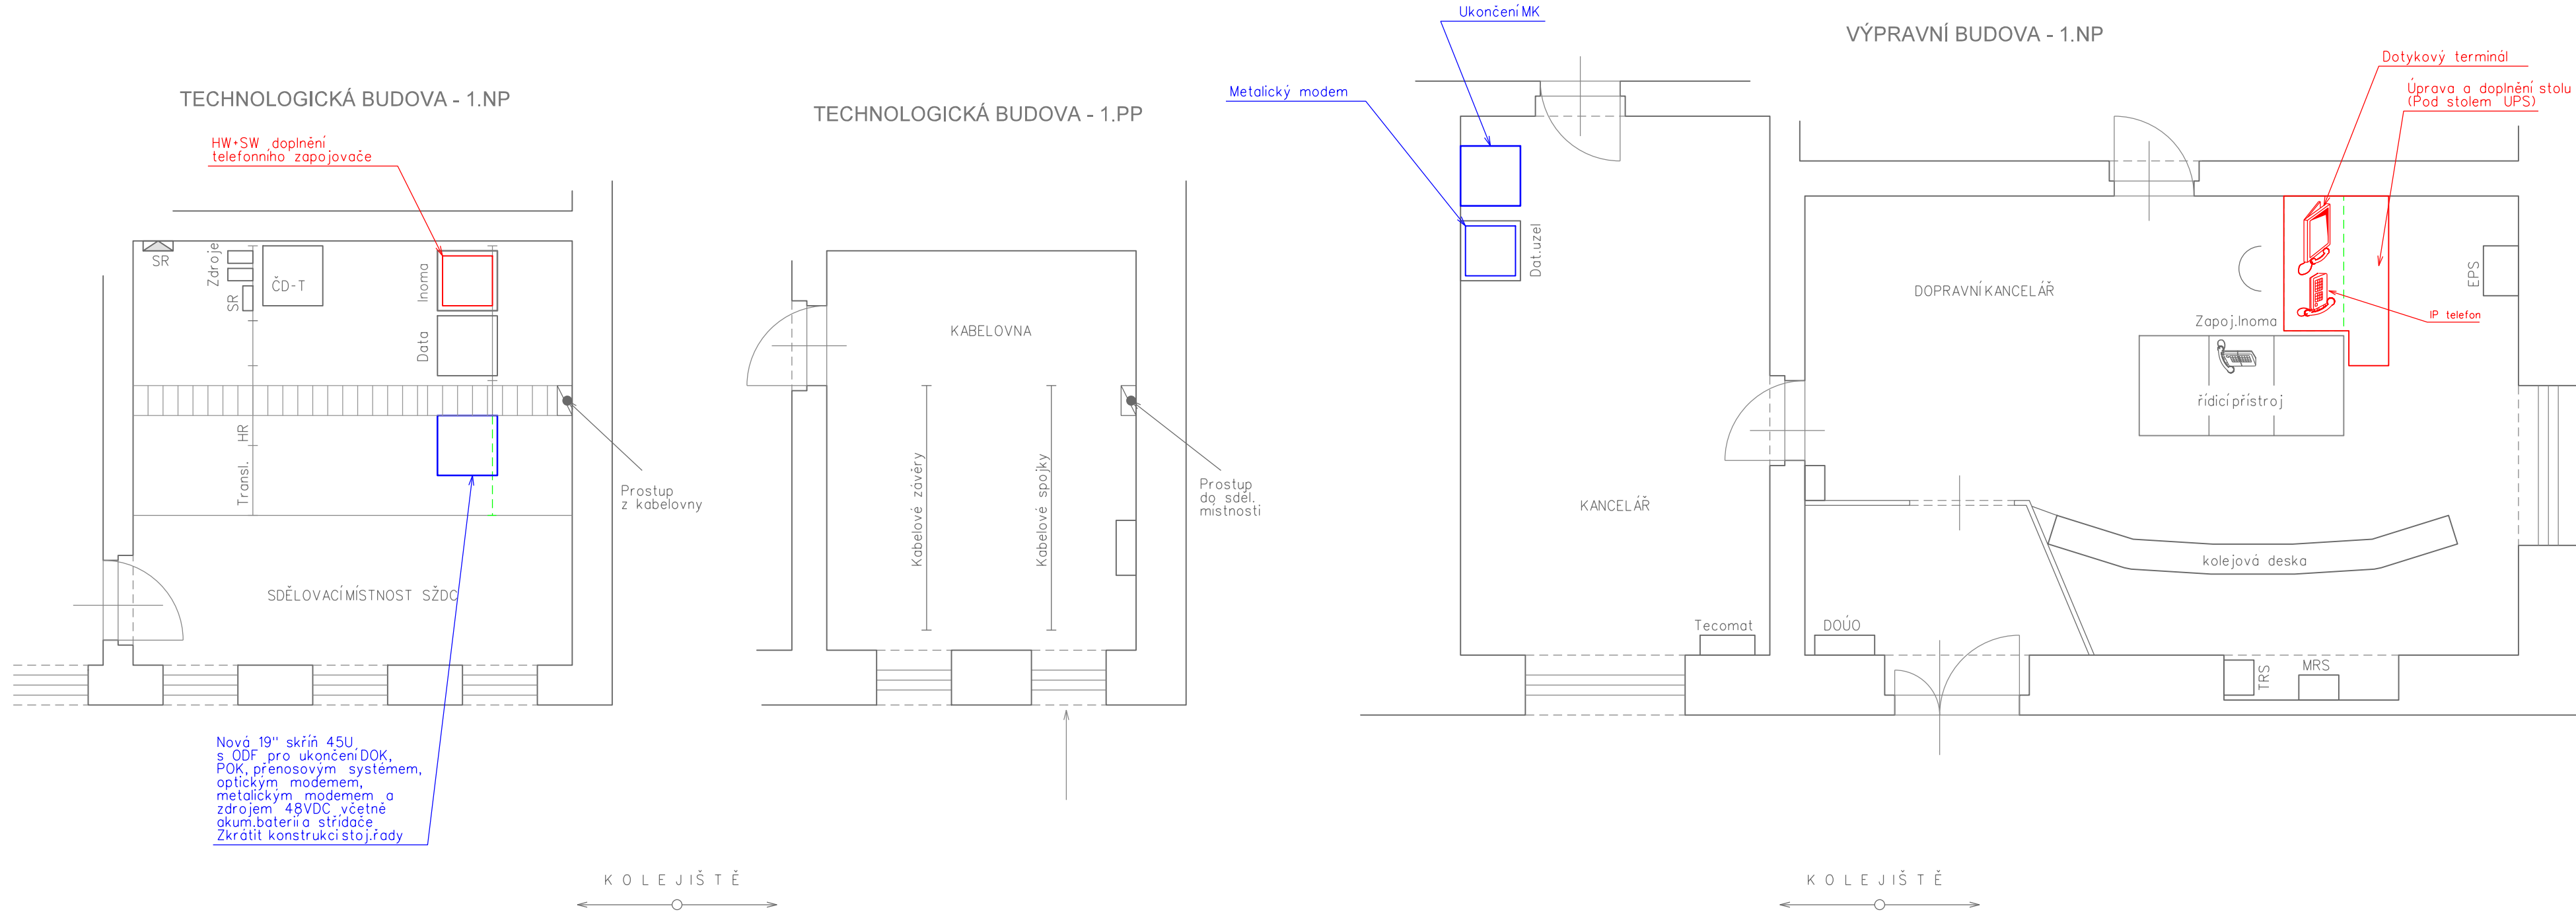 TECHNOLOGICKÁ BUDOVA - 1.NP
HW+SW doplnění
telefonního zapojovače
SR
Zdroje
SR
ČD-T
Inoma
Data
HR
Transl.
Prostup
z kabelovny
SDĚLOVACÍ MÍSTNOST SŽDC
Nová 19" skříň 45U
s ODF pro ukončení DOK,
POK, přenosovým systémem,
optickým modemem,
metalickým modemem a
zdrojem 48VDC včetně
akum.baterií a střídače
Zkrátit konstrukci stoj.řady
TECHNOLOGICKÁ BUDOVA - 1.PP
KABELOVNA
Kabelové závěry
Kabelové spojky
Prostup
do sděl.
místnosti
KOLEJIŠTĚ
VÝPRAVNÍ BUDOVA - 1.NP
Ukončení MK
Metalický modem
Dat.uzel
KANCELÁŘ
Tecomat
Dotykový terminál
Úprava a doplnění stolu
(Pod stolem UPS)
DOPRAVNÍ KANCELÁŘ
EPS
IP telefon
Zapoj.Inoma
řídicí přístroj
kolejová deska
DOÚO
TRS
MRS
KOLEJIŠTĚ